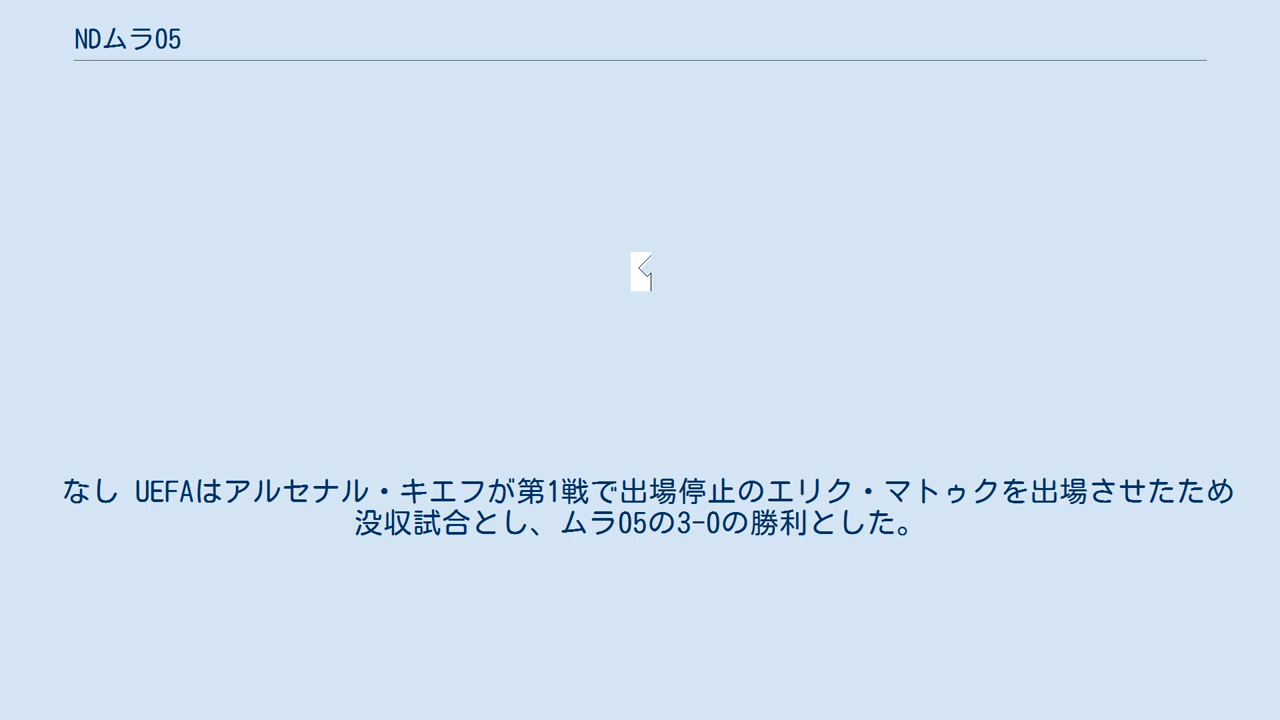 NDムラ05
なし UEFAはアルセナル・キエフが第1戦で出場停止のエリク・マトゥクを出場させたため
没収試合とし、ムラ05の3-0の勝利とした。